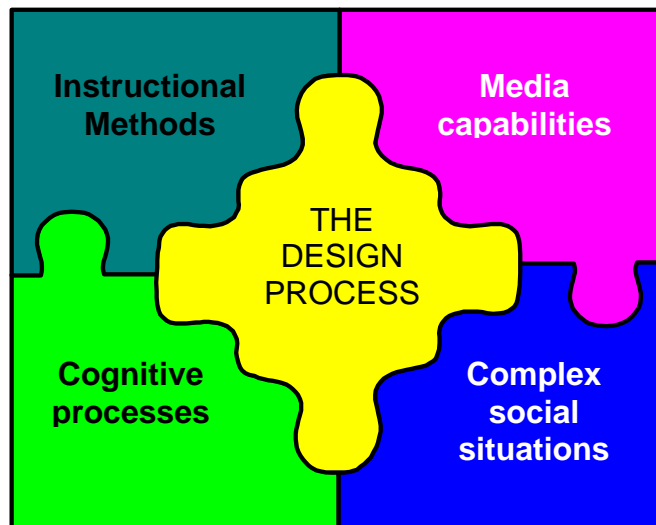 Instructional
Methods
Media
capabilities
THE
DESIGN
PROCESS
Cognitive
processes
Complex
social
situations